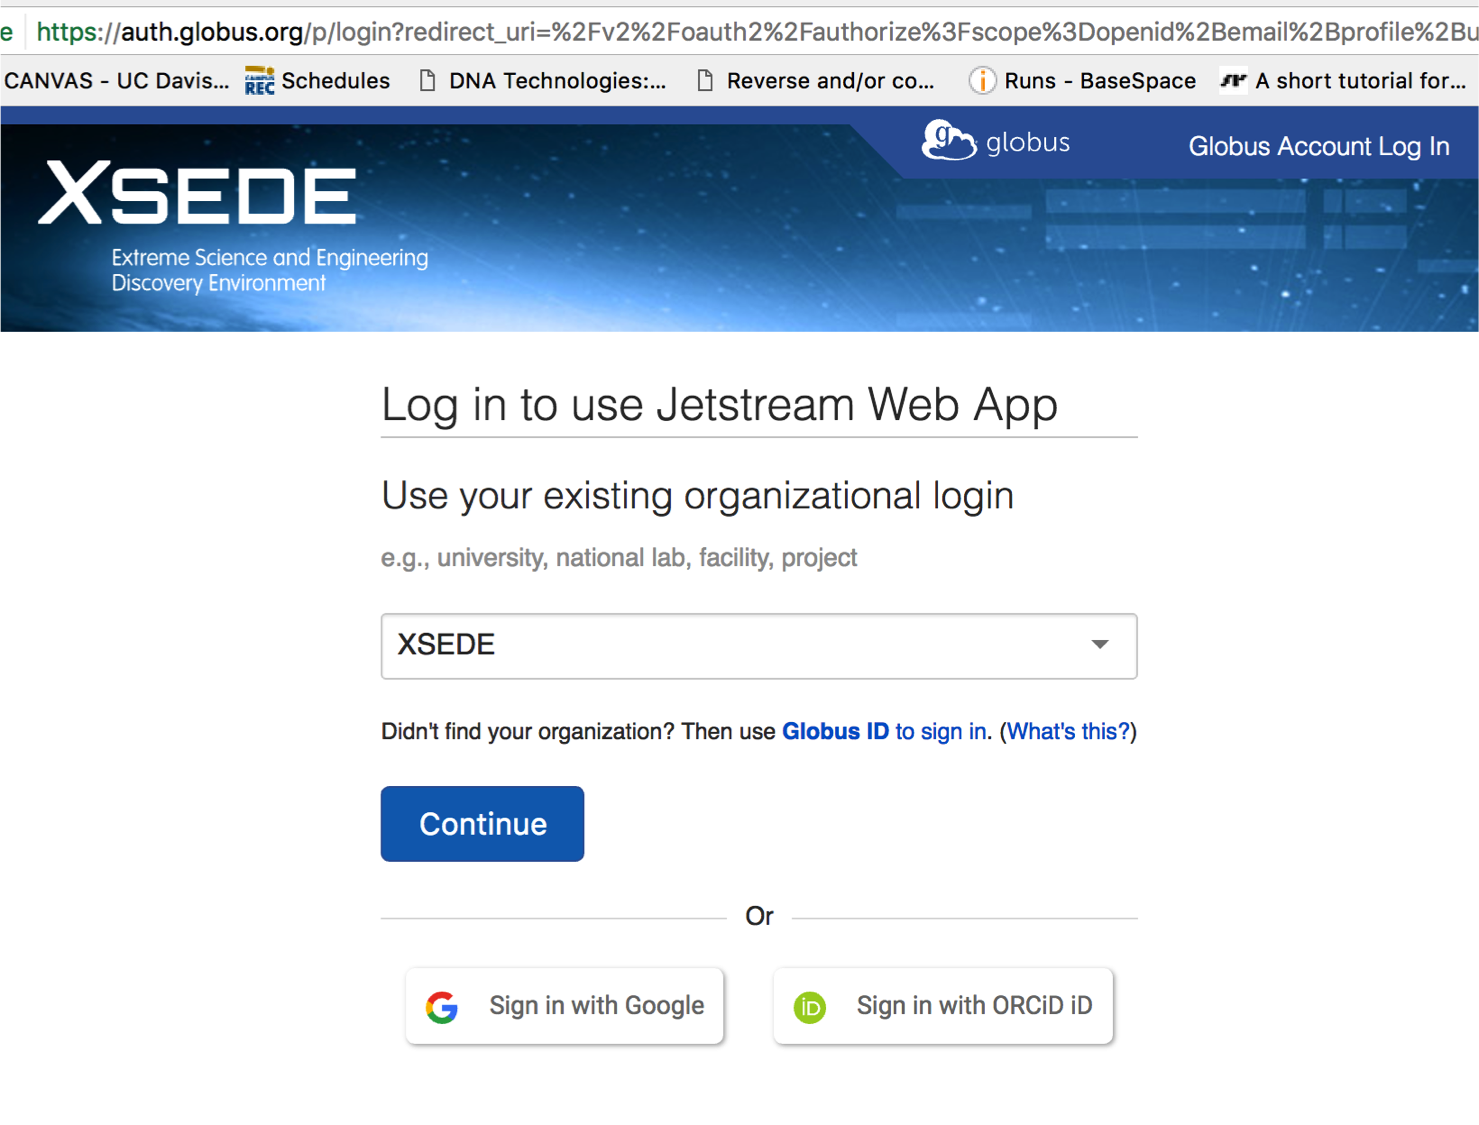 e https://auth.globus.org/p/login?redirect_uri=%2Fv2%2Foauth2%2Fauthorize%3Fscope%3Dopenid%2Bemail%2Bprofile%2Bu
CANVAS - UC Davis... CAMPUS REC Schedules DNA Technologies:... Reverse and/or co... Runs - BaseSpace A short tutorial for...
globus Globus Account Log In
XSEDE
Extreme Science and Engineering
Discovery Environment
Log in to use Jetstream Web App
Use your existing organizational login
e.g., university, national lab, facility, project
XSEDE
Didn't find your organization? Then use Globus ID to sign in. (What's this?)
Continue
Or
Sign in with Google iD Sign in with ORCiD iD